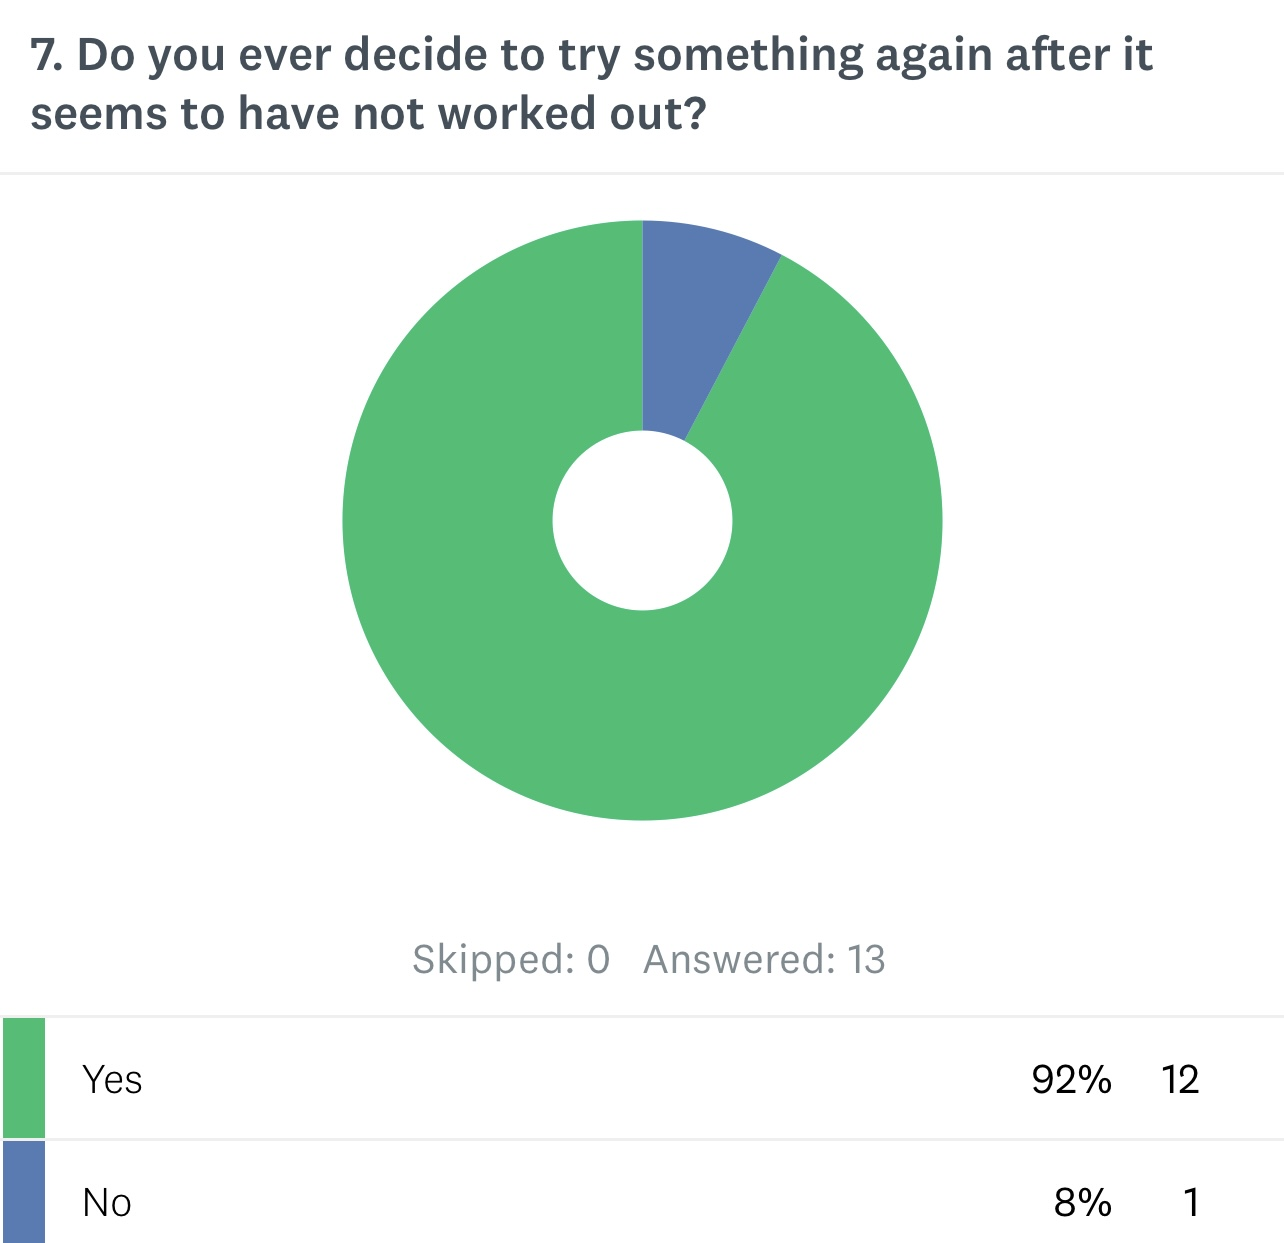 7. Do you ever decide to try something again after it
seems to have not worked out?
Skipped: 0 Answered: 13
Yes 92% 12
No 8% 1